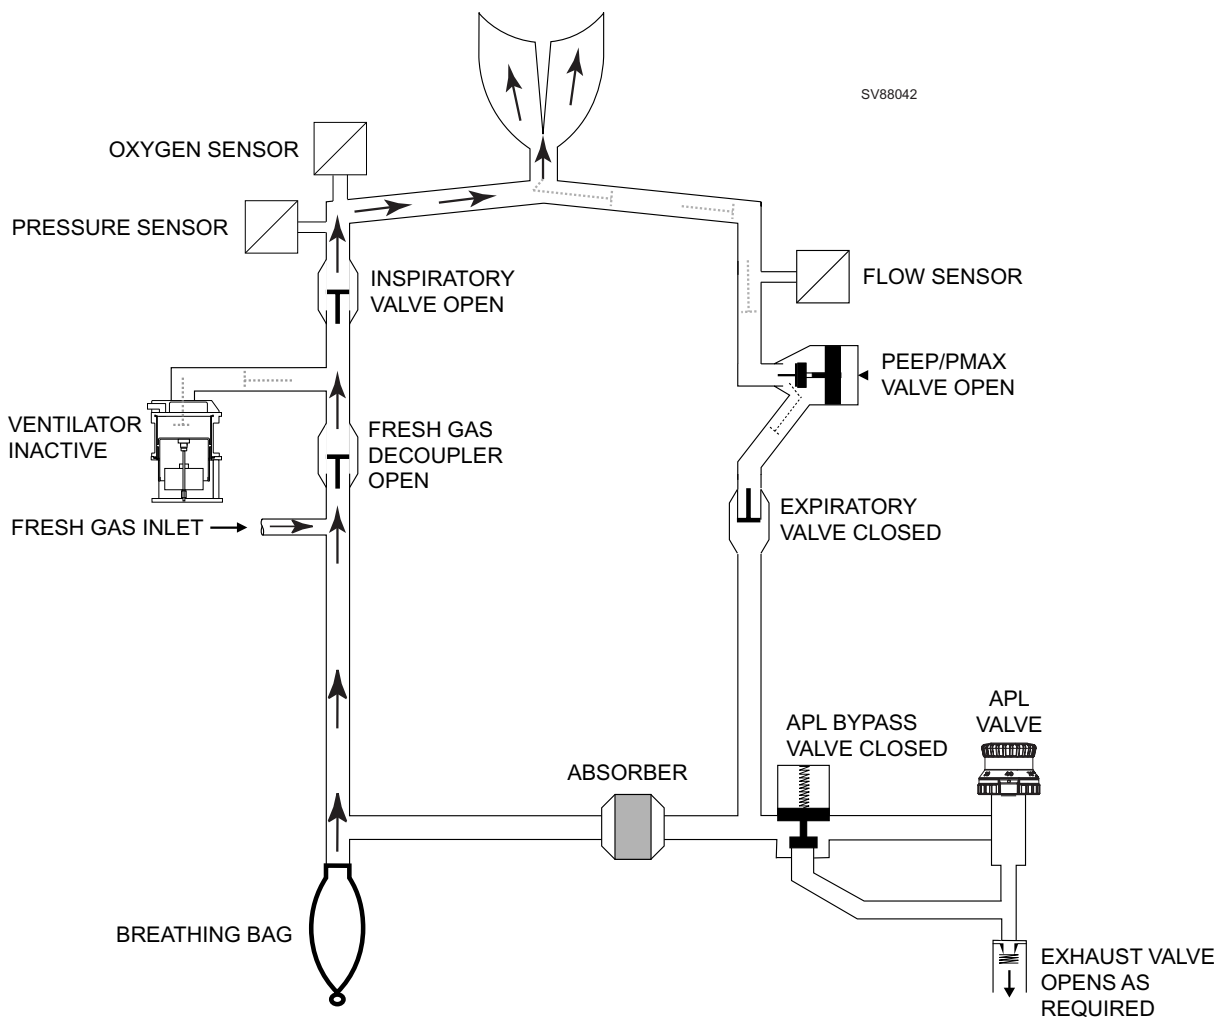 SV88042
OXYGEN SENSOR
PRESSURE SENSOR
INSPIRATORY
VALVE OPEN
FLOW SENSOR
PEEP/PMAX
VALVE OPEN
VENTILATOR
INACTIVE
FRESH GAS
DECOUPLER
OPEN
FRESH GAS INLET
EXPIRATORY
VALVE CLOSED
APL
VALVE
APL BYPASS
VALVE CLOSED
ABSORBER
BREATHING BAG
EXHAUST VALVE
OPENS AS
REQUIRED